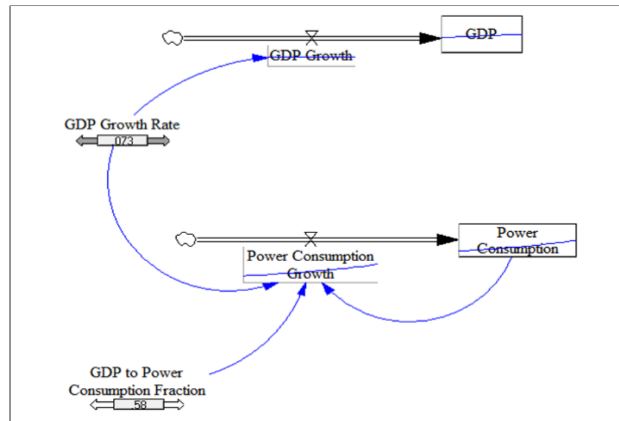 GDP
GDP Growth
GDP Growth Rate
.073
Power
Consumption
Power Consumption
Growth
GDP to Power
Consumption Fraction
.58